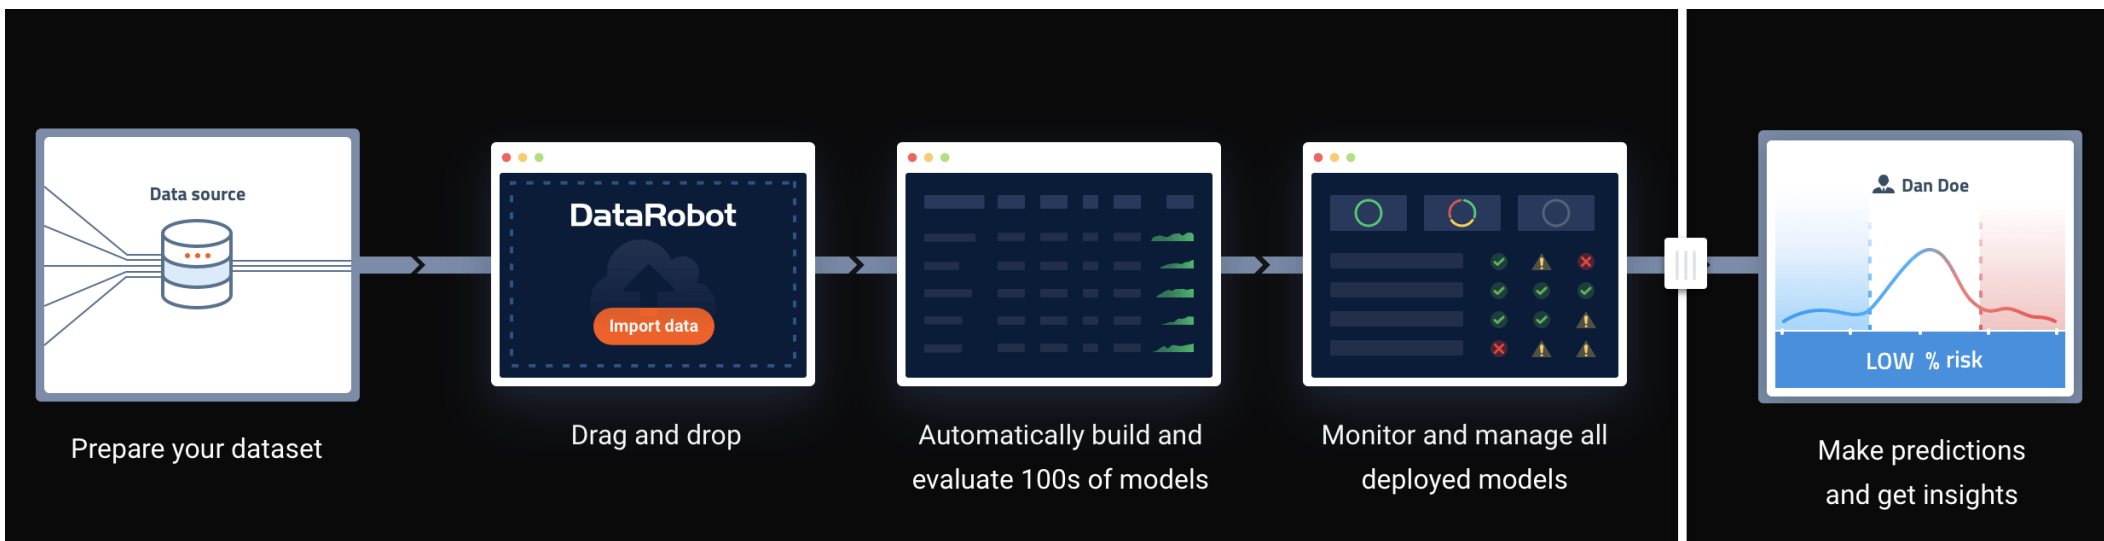 Data source
Prepare your dataset
DataRobot
Import data
Drag and drop
Automatically build and
evaluate 100s of models
Monitor and manage all
deployed models
Dan Doe
LOW % risk
Make predictions
and get insights